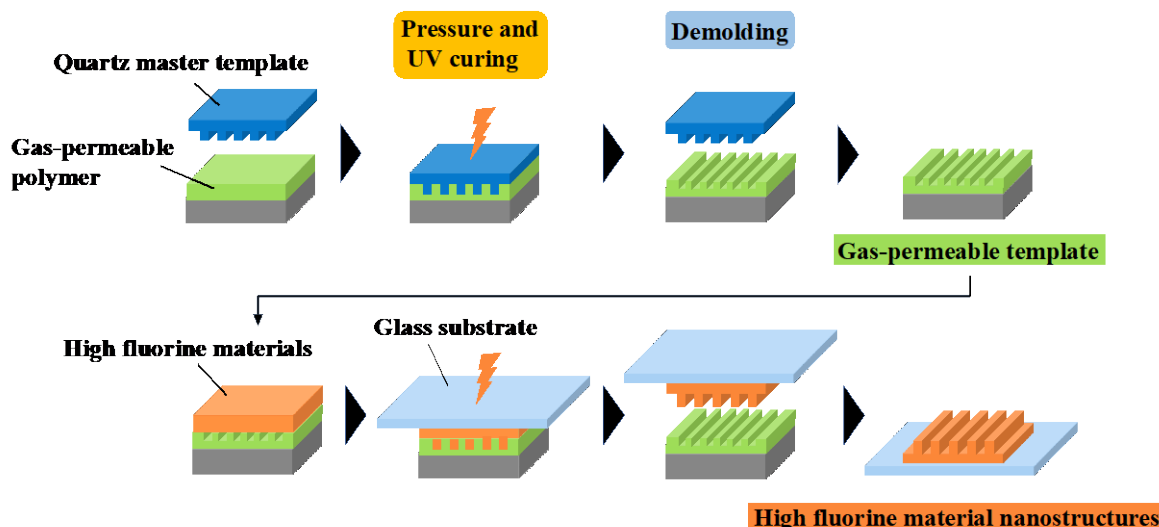 Pressure and
UV curing
Demolding
Quartz master template
Gas-permeable
polymer
Gas-permeable template
High fluorine materials
Glass substrate
High fluorine material nanostructures